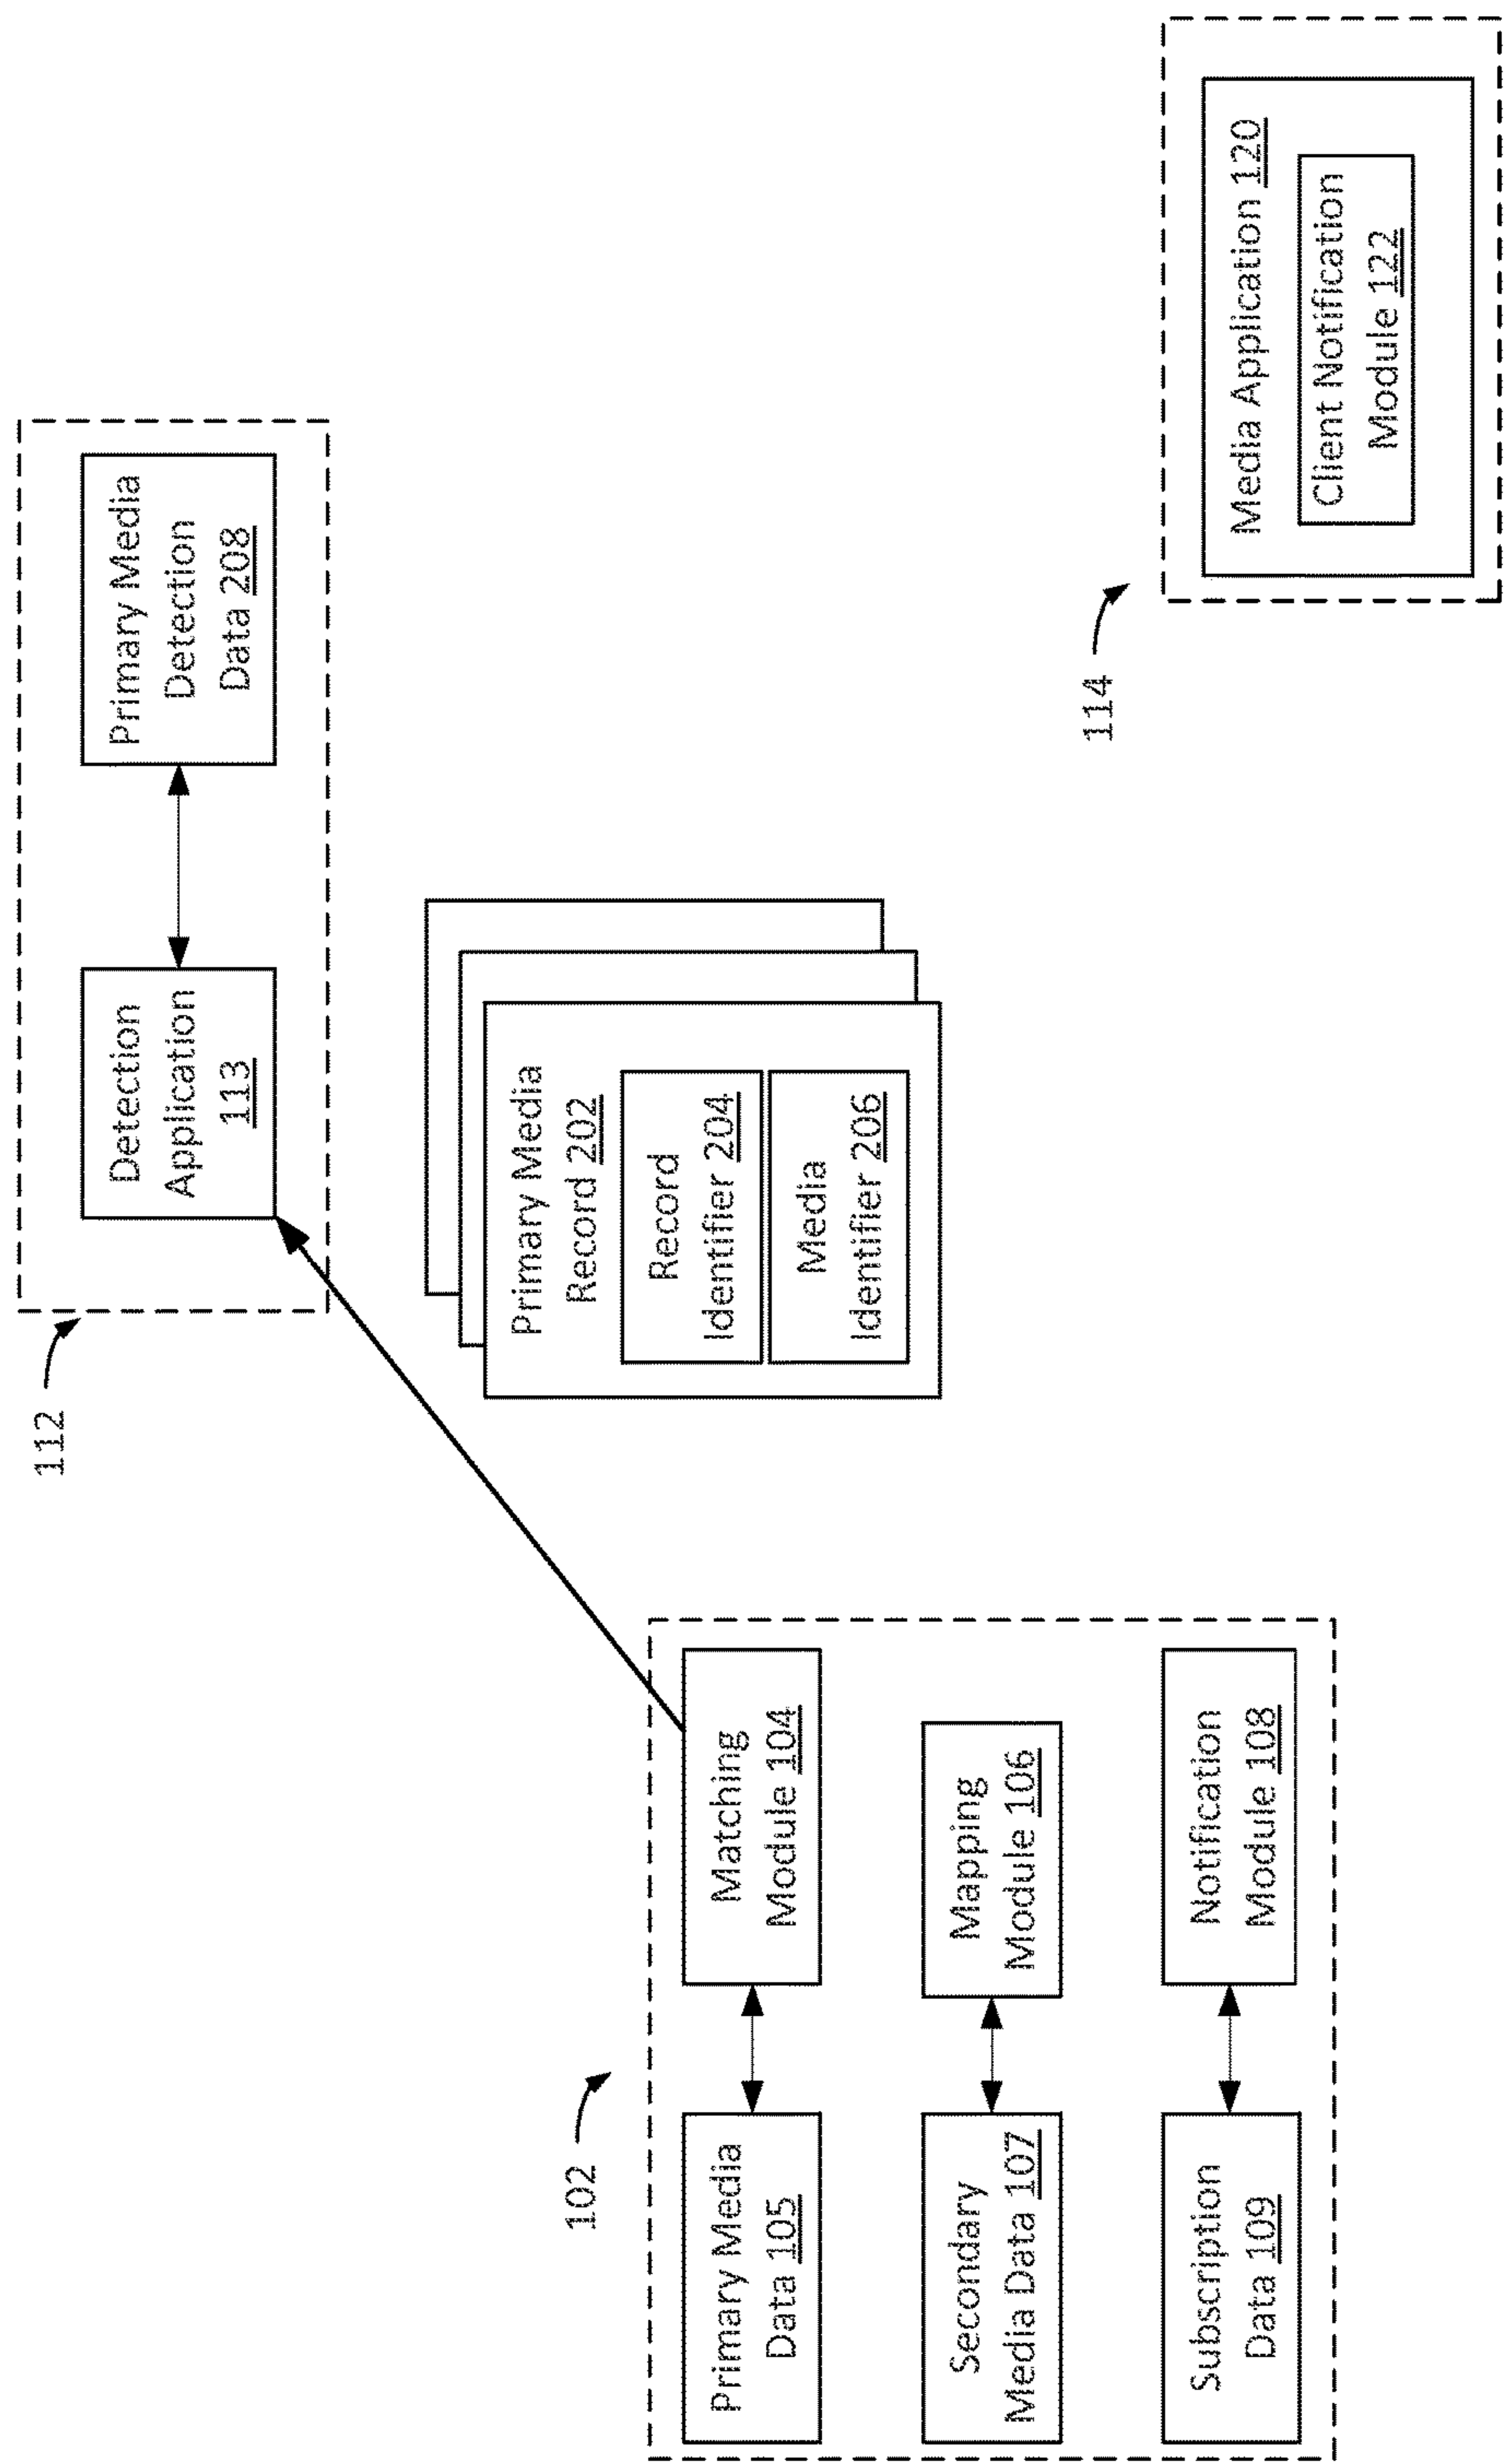 112
Detection
Application
113
Primary Media
Detection
Data 208
102
Primary Media
Data 105
Matching
Module 104
Secondary
Media Data 107
Mapping
Module 106
Subscription
Data 109
Notification
Module 108
Primary Media
Record 202
Record
Identifier 204
Media
Identifier 206
114
Media Application 120
Client Notification
Module 122